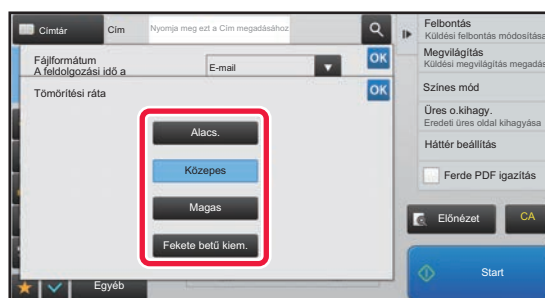 Címtár
Cím
Nyomja meg ezt a Cím megadásához
Fájlformátum
A feldolgozási idő a
E-mail
OK
Tömörítési ráta
OK
Alacs.
Közepes
Magas
Fekete betű kiem.
Egyéb
Felbontás
Küldési felbontás módosítása
Megvilágítás
Küldési megvilágítás megadás
Színes mód
Üres o.kihagy.
Eredeti üres oldal kihagyása
Háttér beállítás
Ferde PDF igazítás
Előnézet
CA
Start